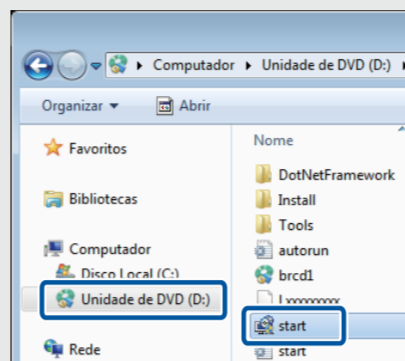 Computador ▸ Unidade de DVD (D:)
Organizar
Abrir
Favoritos
Bibliotecas
Computador
Disco Local (C:)
Unidade de DVD (D:)
Rede
Nome
DotNetFramework
Install
Tools
autorun
brcd1
Lxxxxxxxx
start
start